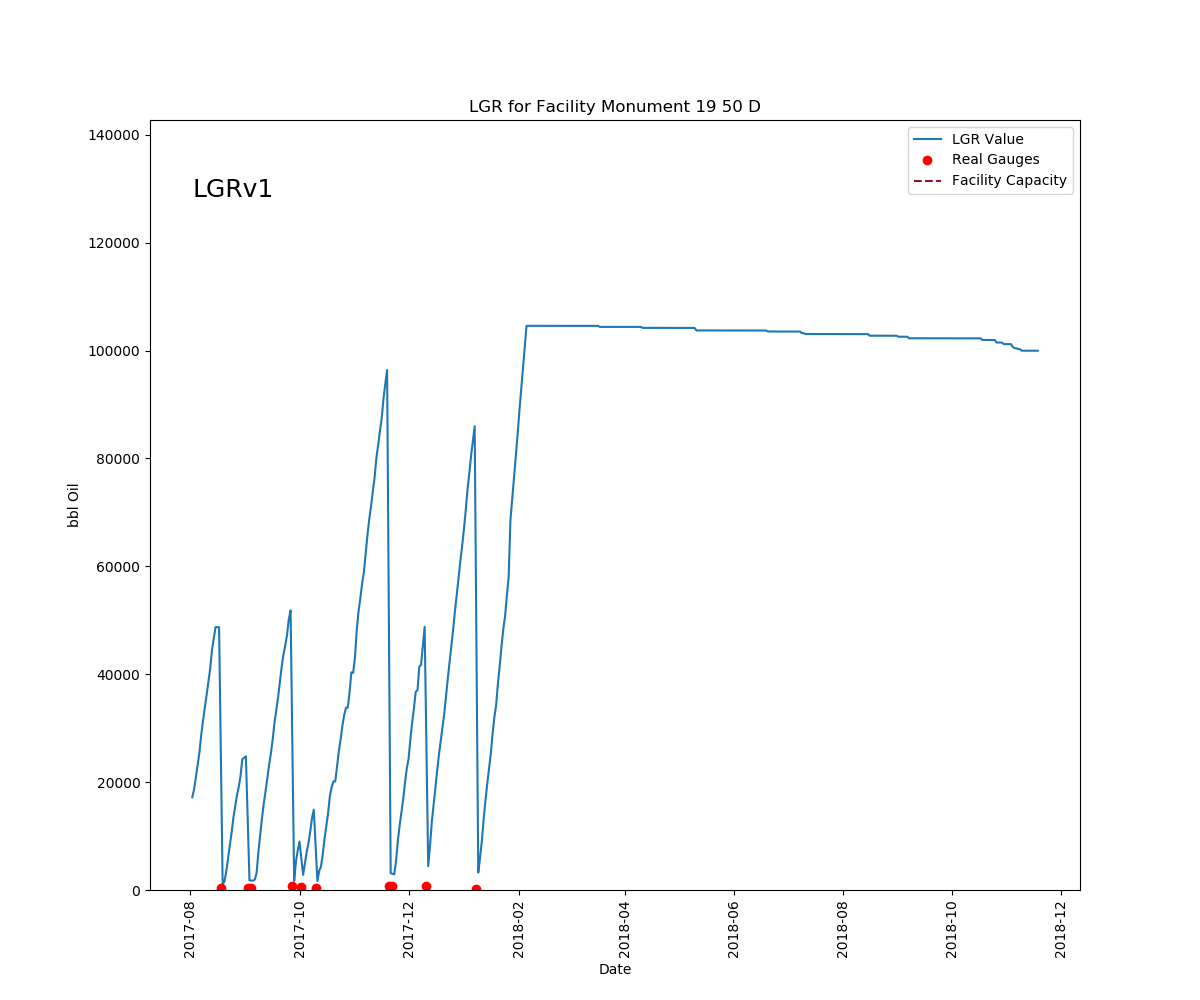 LGR for Facility Monument 19 50 D
LGRv1
LGR Value
Real Gauges
Facility Capacity
140000
120000
100000
80000
60000
40000
20000
0
bbl Oil
2017-08
2017-10
2017-12
2018-02
2018-04
2018-06
2018-08
2018-10
2018-12
Date